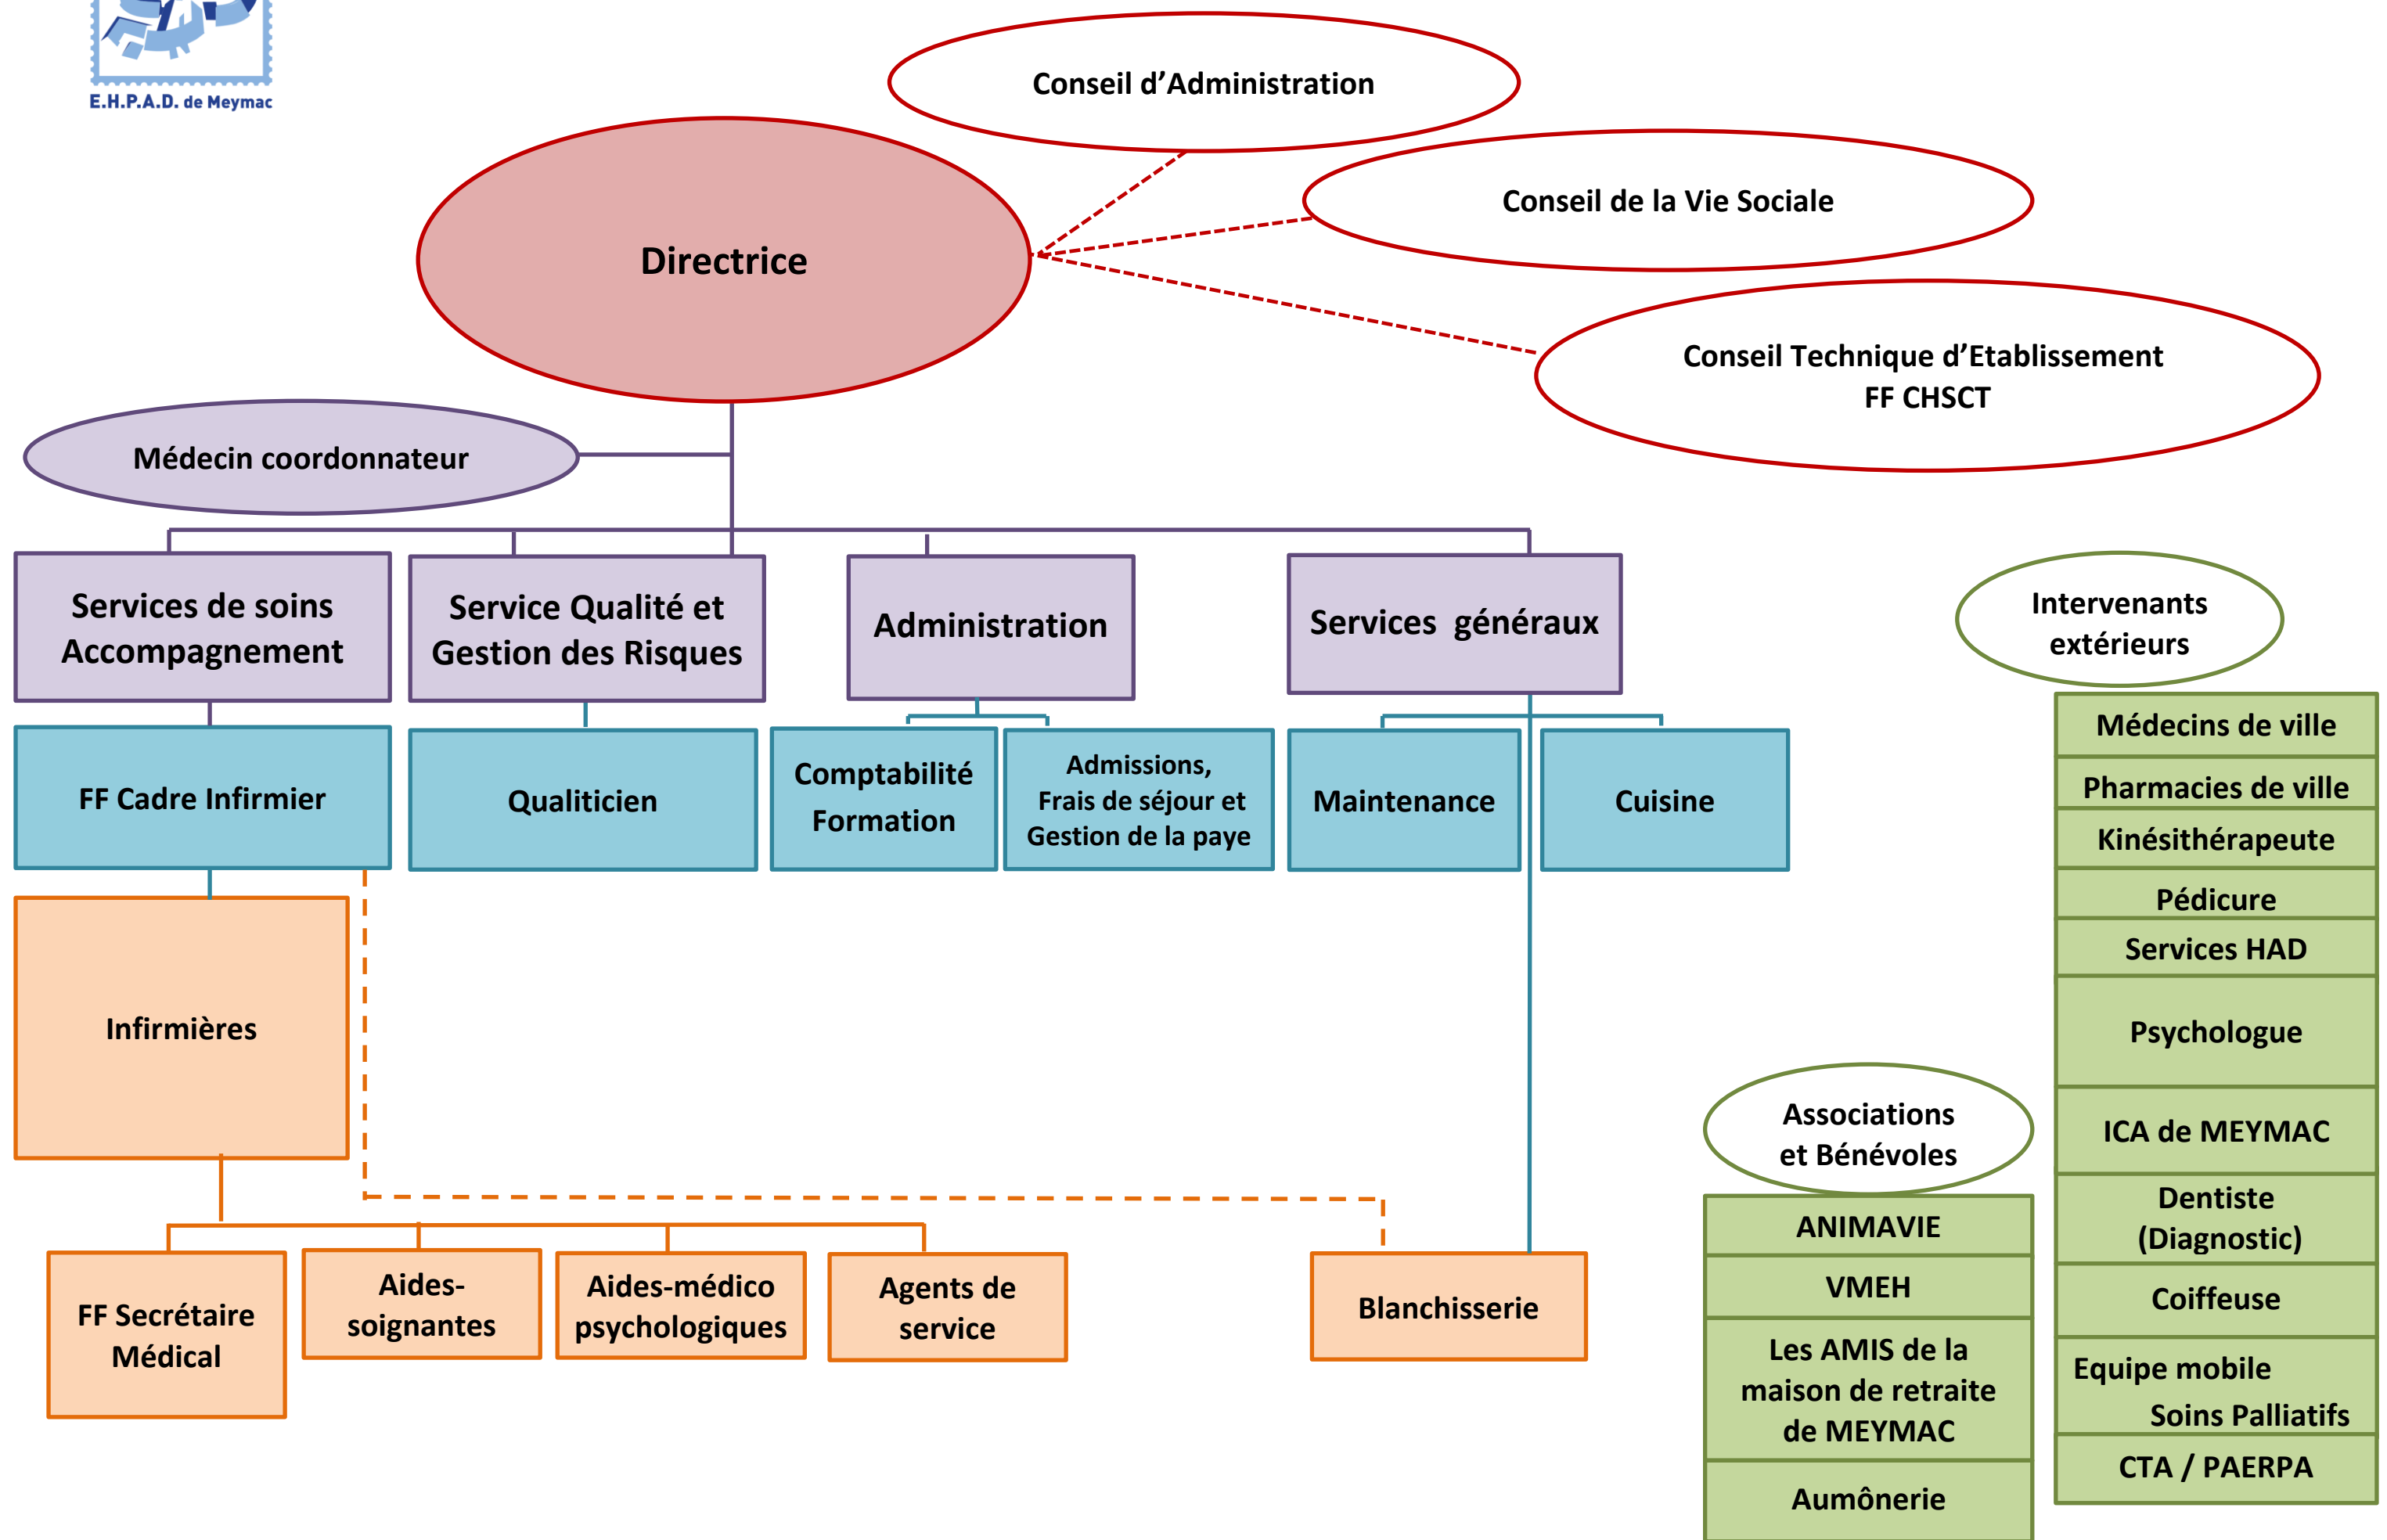 E.H.P.A.D. de Meymac
Conseil d’Administration
Conseil de la Vie Sociale
Directrice
Conseil Technique d’Etablissement
FF CHSCT
Médecin coordonnateur
Services de soins
Accompagnement
Service Qualité et
Gestion des Risques
Administration
Services généraux
FF Cadre Infirmier
Qualiticien
Comptabilité
Formation
Admissions,
Frais de séjour et
Gestion de la paye
Maintenance
Cuisine
Infirmières
FF Secrétaire
Médical
Aides-
soignantes
Aides-médico
psychologiques
Agents de
service
Blanchisserie
Intervenants
extérieurs
Médecins de ville
Pharmacies de ville
Kinésithérapeute
Pédicure
Services HAD
Psychologue
ICA de MEYMAC
Dentiste
(Diagnostic)
Coiffeuse
Equipe mobile
Soins Palliatifs
CTA / PAERPA
Associations
et Bénévoles
ANIMAVIE
VMEH
Les AMIS de la
maison de retraite
de MEYMAC
Aumônerie